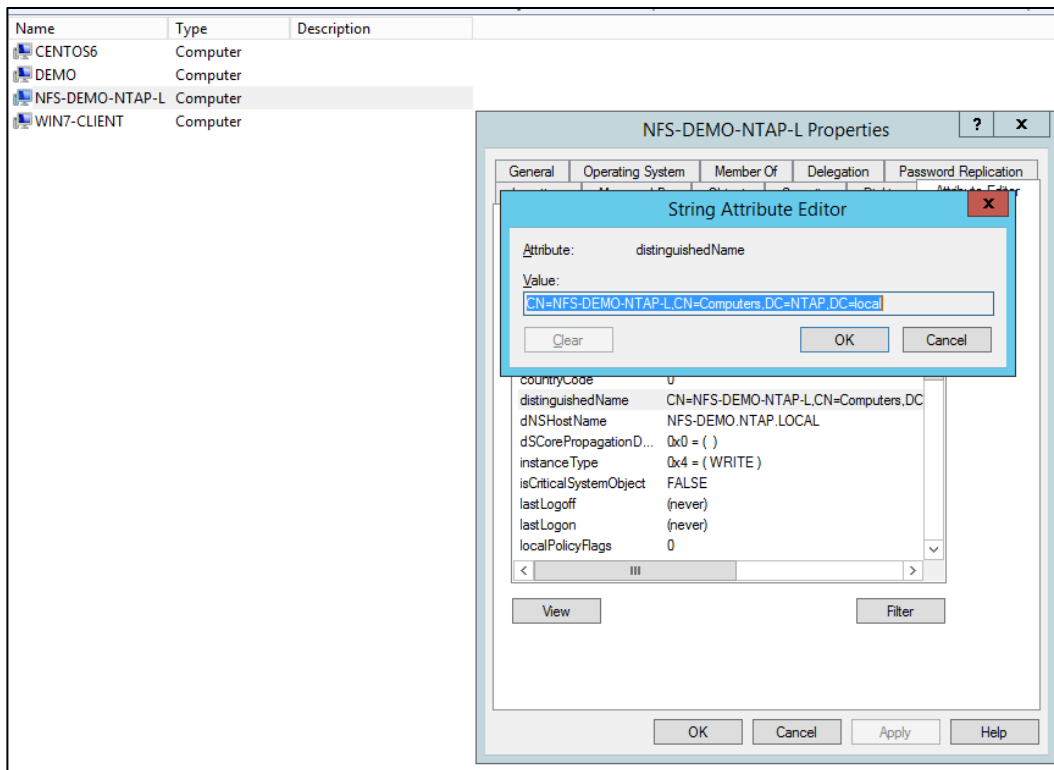 Name Type Description
CENTOS6 Computer
DEMO Computer
NFS-DEMO-NTAP-L Computer
WIN7-CLIENT Computer
NFS-DEMO-NTAP-L Properties ? x
General Operating System Member Of Delegation Password Replication
Attribute Editor
String Attribute Editor x
Attribute: distinguishedName
Value:
CN=NFS-DEMO-NTAP-L,CN=Computers,DC=NTAP,DC=local
Clear OK Cancel
countryCode 0
distinguishedName CN=NFS-DEMO-NTAP-L,CN=Computers,DC
dNSHostName NFS-DEMO.NTAP.LOCAL
dSCorePropagationD... 0x0 = ( )
instanceType 0x4 = ( WRITE )
isCriticalSystemObject FALSE
lastLogoff (never)
lastLogon (never)
localPolicyFlags 0
View Filter
OK Cancel Apply Help